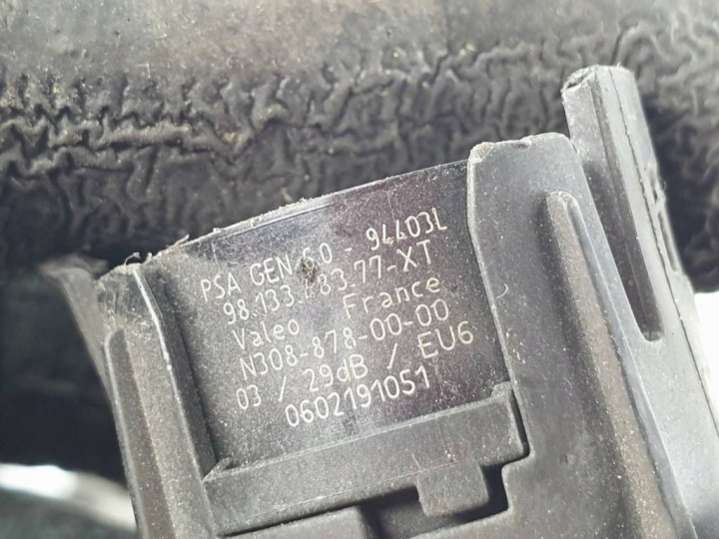 PSA GEN 6.0 - 94403L
98.133.783.77-XT
Valeo France
N308-878-00-00
03 / 29dB / EU6
0602191051